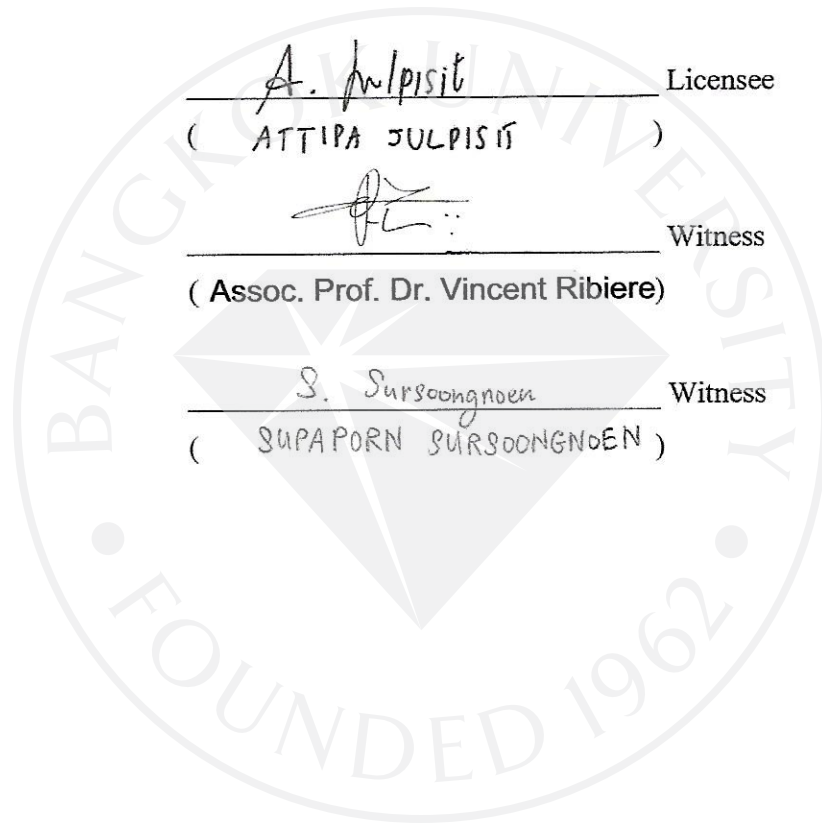 A. Julpisit Licensee
( ATTIPA JULPISIT )
Witness
( Assoc. Prof. Dr. Vincent Ribiere)
S. Sursoongnoen Witness
( SUPAPORN SURSOONGNOEN )
BANGKOK UNIVERSITY
• FOUNDED 1962 •